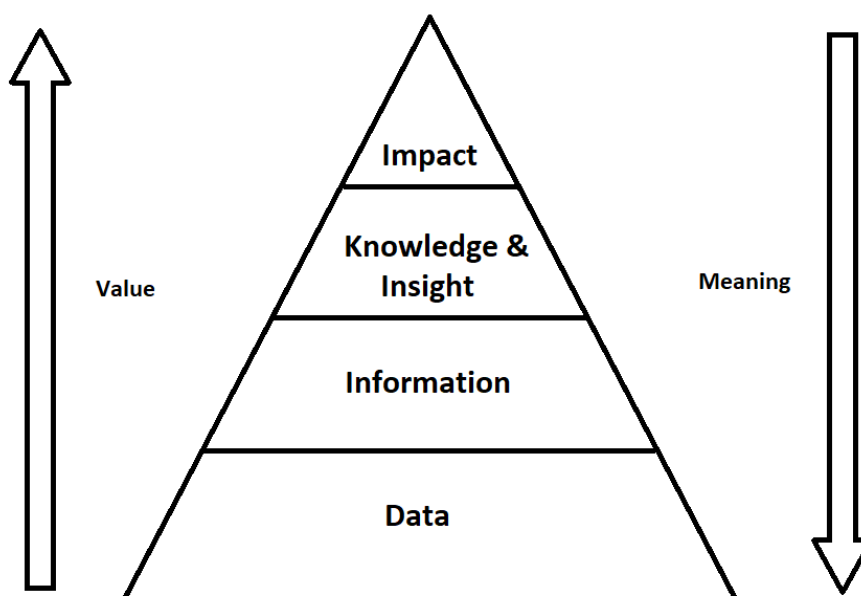 Impact
Knowledge &
Insight
Value
Meaning
Information
Data